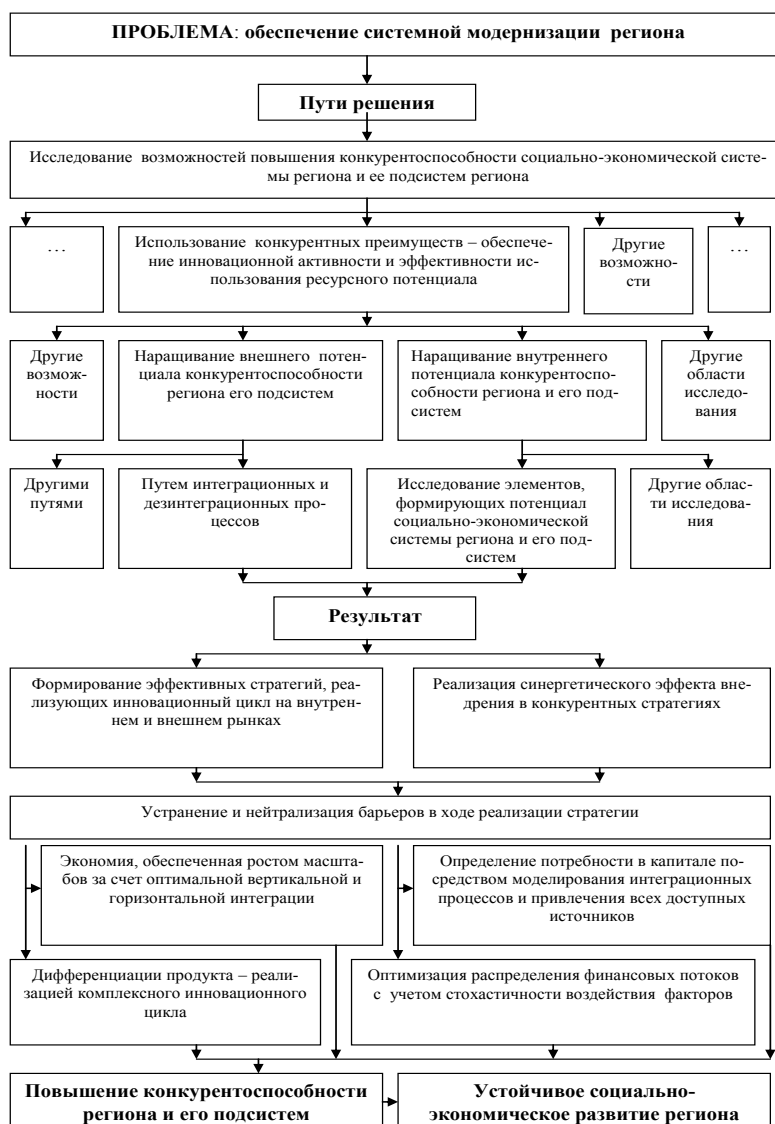 ПРОБЛЕМА: обеспечение системной модернизации региона
Пути решения
Исследование возможностей повышения конкурентоспособности социально-экономической систе-
мы региона и ее подсистем региона
…
Использование конкурентных преимуществ – обеспече-
ние инновационной активности и эффективности ис-
пользования ресурсного потенциала
Другие
возможно-
сти
…
Другие
возмож-
ности
Наращивание внешнего потен-
циала конкурентоспособности
региона его подсистем
Наращивание внутреннего
потенциала конкурентоспо-
собности региона и его под-
систем
Другие
области
исследо-
вания
Другими
путями
Путем интеграционных и
дезинтеграционных про-
цессов
Исследование элементов,
формирующих потенциал
социально-экономической
системы региона и его под-
систем
Другие облас-
ти исследова-
ния
Результат
Формирование эффективных стратегий, реа-
лизующих инновационный цикл на внутрен-
нем и внешнем рынках
Реализация синергетического эффекта вне-
дрения в конкурентных стратегиях
Устранение и нейтрализация барьеров в ходе реализации стратегии
Экономия, обеспеченная ростом масшта-
бов за счет оптимальной вертикальной и
горизонтальной интеграции
Определение потребности в капитале по-
средством моделирования интеграционных
процессов и привлечения всех доступных
источников
Дифференциации продукта – реали-
зацией комплексного инновационного
цикла
Оптимизация распределения финансовых потоков
с учетом стохастичности воздействия факторов
Повышение конкурентоспособности
региона и его подсистем
Устойчивое социально-
экономическое развитие региона